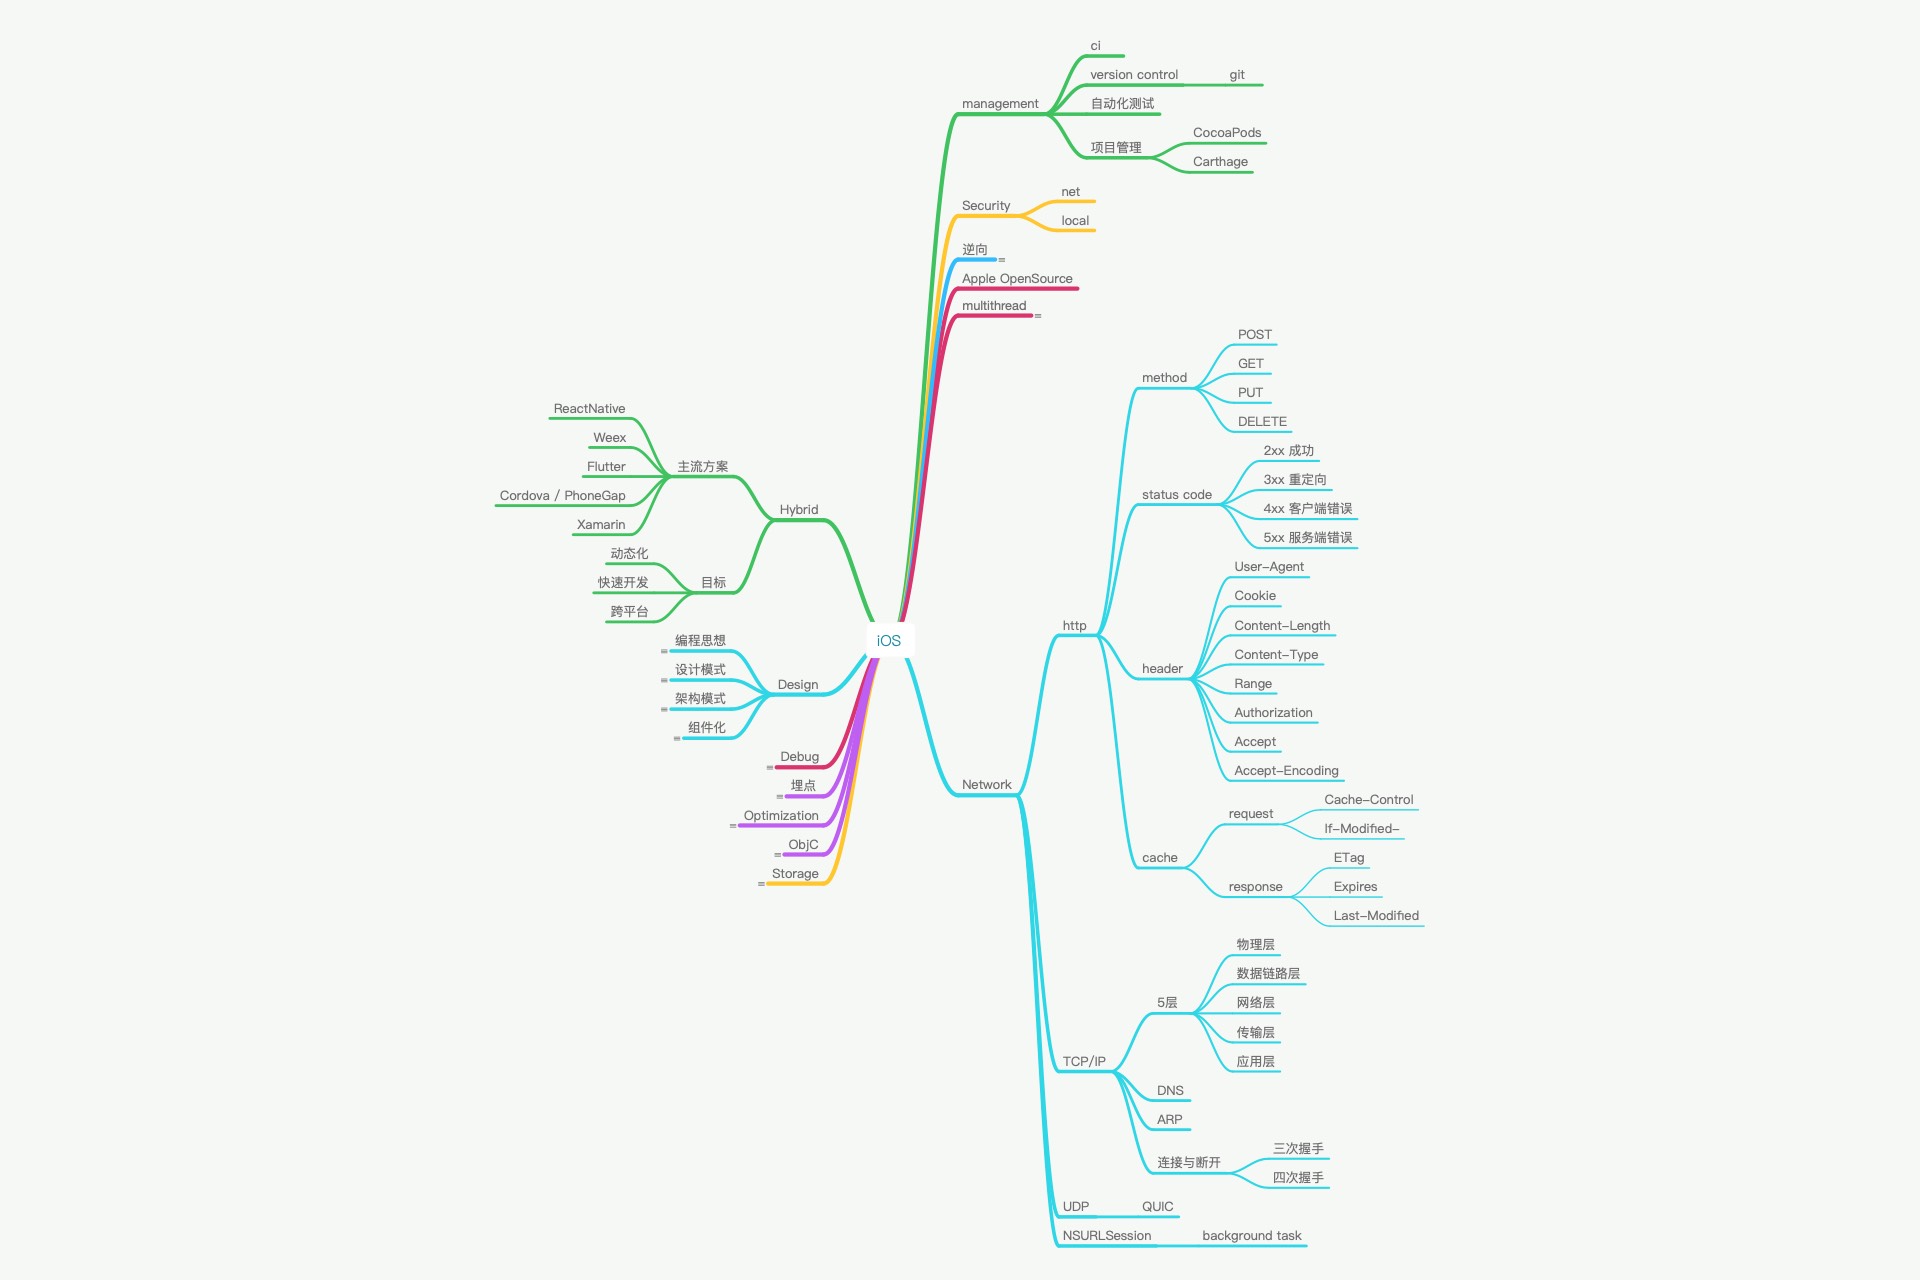 iOS
management
ci
version control
git
自动化测试
项目管理
CocoaPods
Carthage
Security
net
local
逆向
Apple OpenSource
multithread
Network
http
method
POST
GET
PUT
DELETE
status code
2xx 成功
3xx 重定向
4xx 客户端错误
5xx 服务端错误
header
User-Agent
Cookie
Content-Length
Content-Type
Range
Authorization
Accept
Accept-Encoding
cache
request
Cache-Control
If-Modified-
response
ETag
Expires
Last-Modified
TCP/IP
5层
物理层
数据链路层
网络层
传输层
应用层
DNS
ARP
连接与断开
三次握手
四次握手
UDP
QUIC
NSURLSession
background task
Hybrid
主流方案
ReactNative
Weex
Flutter
Cordova / PhoneGap
Xamarin
目标
动态化
快速开发
跨平台
Design
编程思想
设计模式
架构模式
组件化
Debug
埋点
Optimization
ObjC
Storage